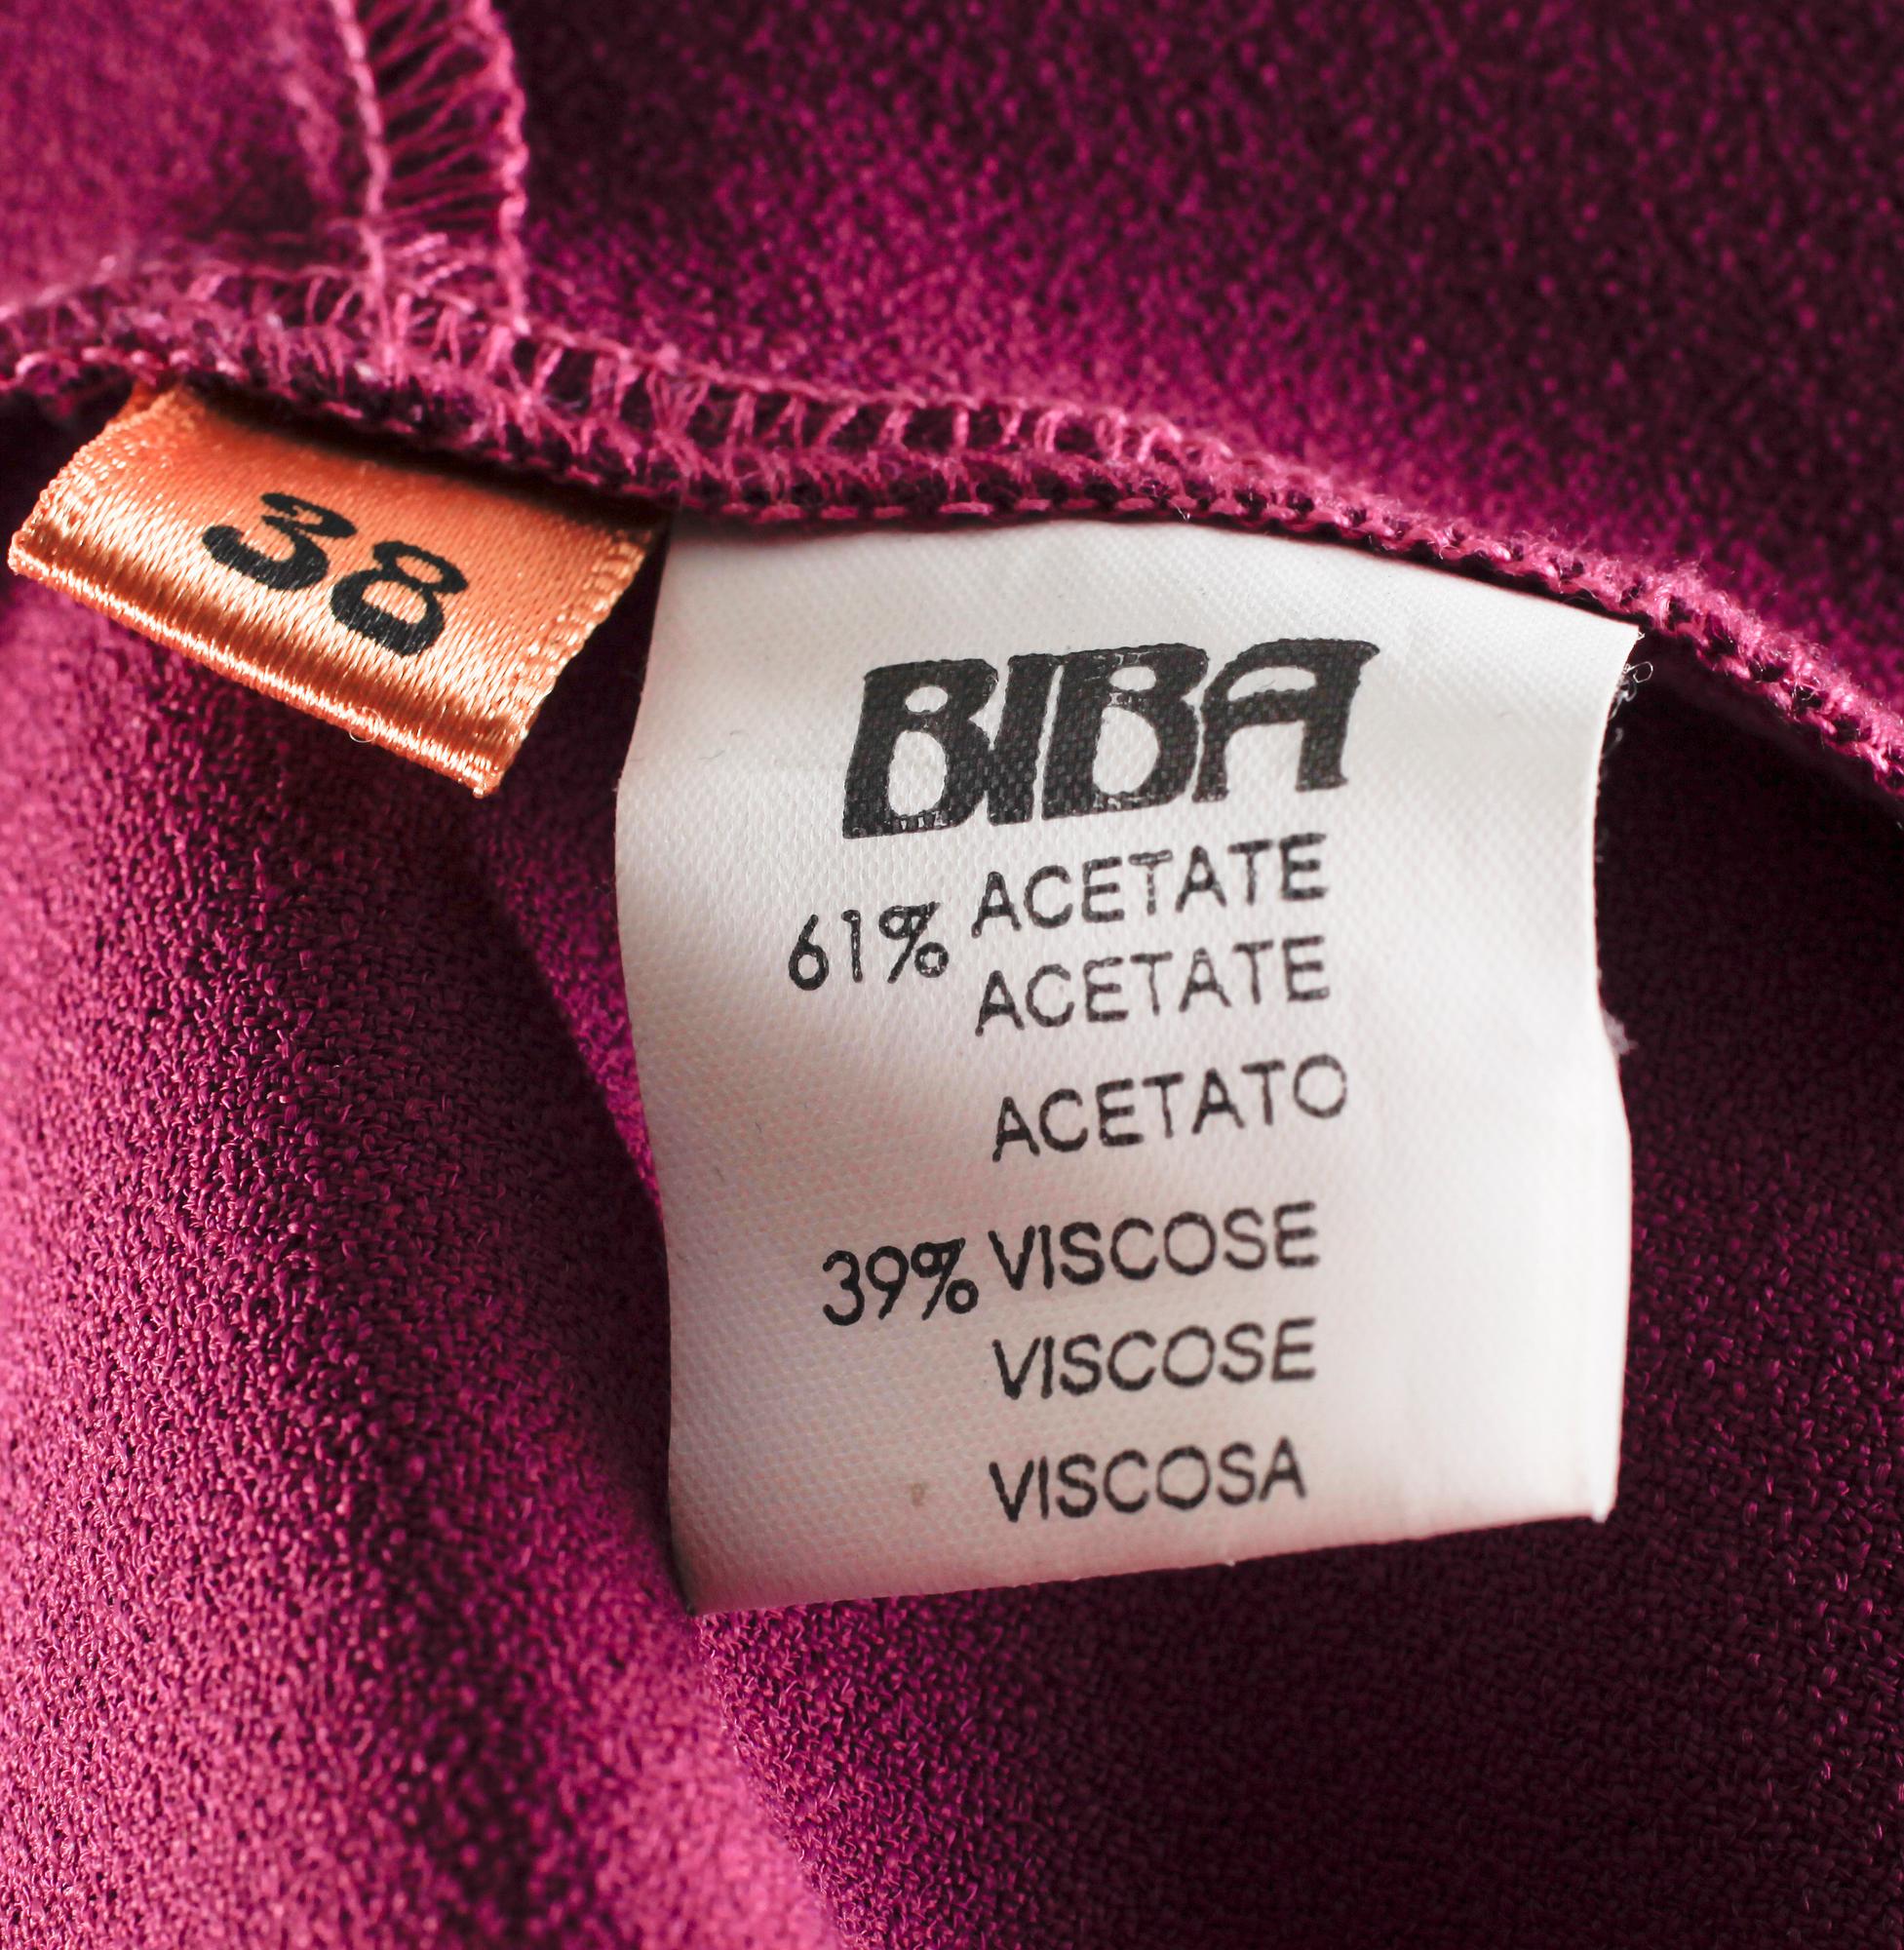 38
BIBA
61% ACETATE
ACETATE
ACETATO
39% VISCOSE
VISCOSE
VISCOSA